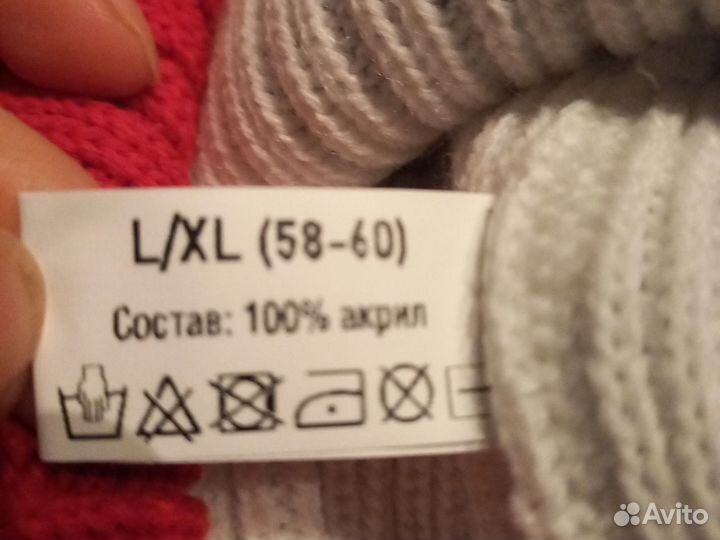 L/XL (58-60)
Состав: 100% акрил
Avito